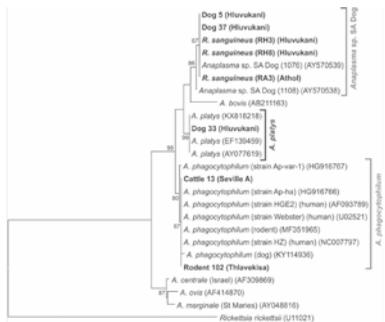 Dog 5 (Hluvukani)
Dog 37 (Hluvukani)
R. sanguineus (RH3) (Hluvukani)
R. sanguineus (RH8) (Hluvukani)
Anaplasma sp. SA Dog (1076) (AY570539)
R. sanguineus (RA3) (Athol)
Anaplasma sp. SA Dog (1108) (AY570538)
Anaplasma sp. SA Dog
A. bovis (AB211163)
A. platys (KX818218)
Dog 33 (Hluvukani)
A. platys (EF139459)
A. platys (AY077619)
A. platys
A. phagocytophilum (strain Ap-var-1) (HG916767)
Cattle 13 (Seville A)
A. phagocytophilum (strain Ap-ha) (HG916766)
A. phagocytophilum (strain HGE2) (human) (AF093789)
A. phagocytophilum (strain Webster) (human) (U02521)
A. phagocytophilum (rodent) (MF351965)
A. phagocytophilum (strain HZ) (human) (NC007797)
A. phagocytophilum (dog) (KY114936)
Rodent 102 (Thlavekisa)
A. phagocytophilum
A. centrale (Israel) (AF309869)
A. ovis (AF414870)
A. marginale (St Maries) (AY048816)
Rickettsia rickettsii (U11021)